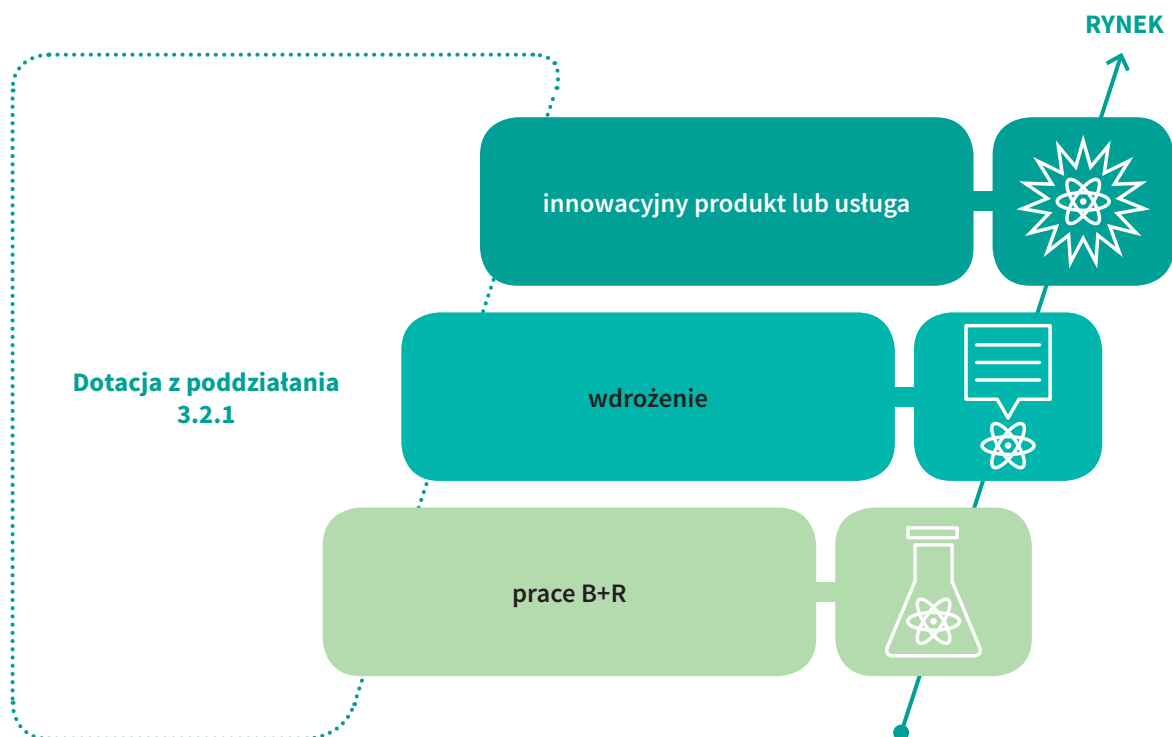 RYNEK
innowacyjny produkt lub usługa
Dotacja z poddziałania
3.2.1
wdrożenie
prace B+R